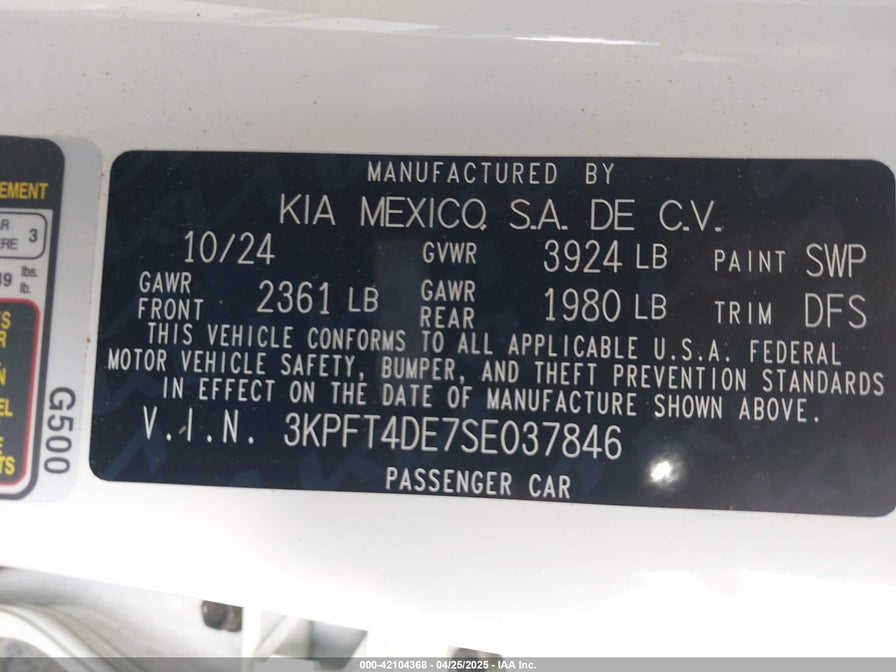 MANUFACTURED BY
KIA MEXICO, S.A. DE C.V.
10/24 GVWR 3924 LB PAINT SWP
GAWR FRONT 2361 LB GAWR REAR 1980 LB TRIM DFS
THIS VEHICLE CONFORMS TO ALL APPLICABLE U.S.A. FEDERAL
MOTOR VEHICLE SAFETY, BUMPER, AND THEFT PREVENTION STANDARDS
IN EFFECT ON THE DATE OF MANUFACTURE SHOWN ABOVE.
V.I.N. 3KPFT4DE7SE037846
PASSENGER CAR
G500
3
lbs.
lb.
000-42104368 - 04/25/2025 - IAA Inc.